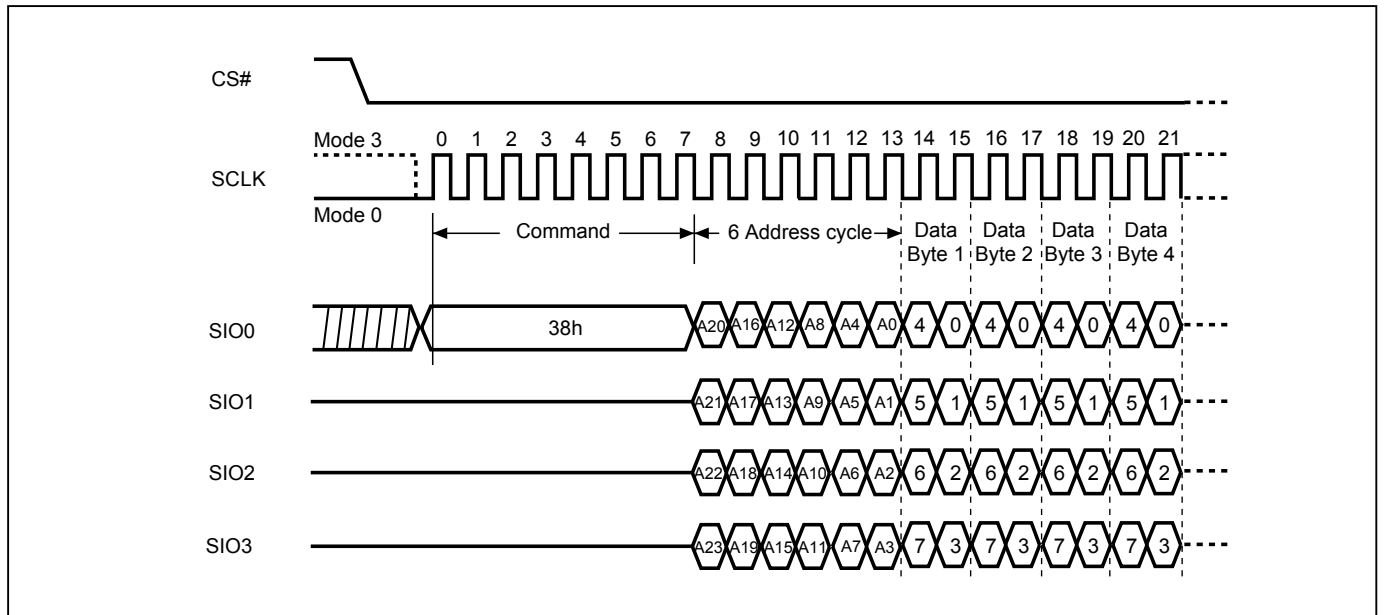 CS#
Mode 3
0 1 2 3 4 5 6 7 8 9 10 11 12 13 14 15 16 17 18 19 20 21
SCLK
Mode 0
Command
6 Address cycle
Data Byte 1
Data Byte 2
Data Byte 3
Data Byte 4
SIO0
38h
A20 A16 A12 A8 A4 A0 4 0 4 0 4 0 4 0
SIO1
A21 A17 A13 A9 A5 A1 5 1 5 1 5 1 5 1
SIO2
A22 A18 A14 A10 A6 A2 6 2 6 2 6 2 6 2
SIO3
A23 A19 A15 A11 A7 A3 7 3 7 3 7 3 7 3